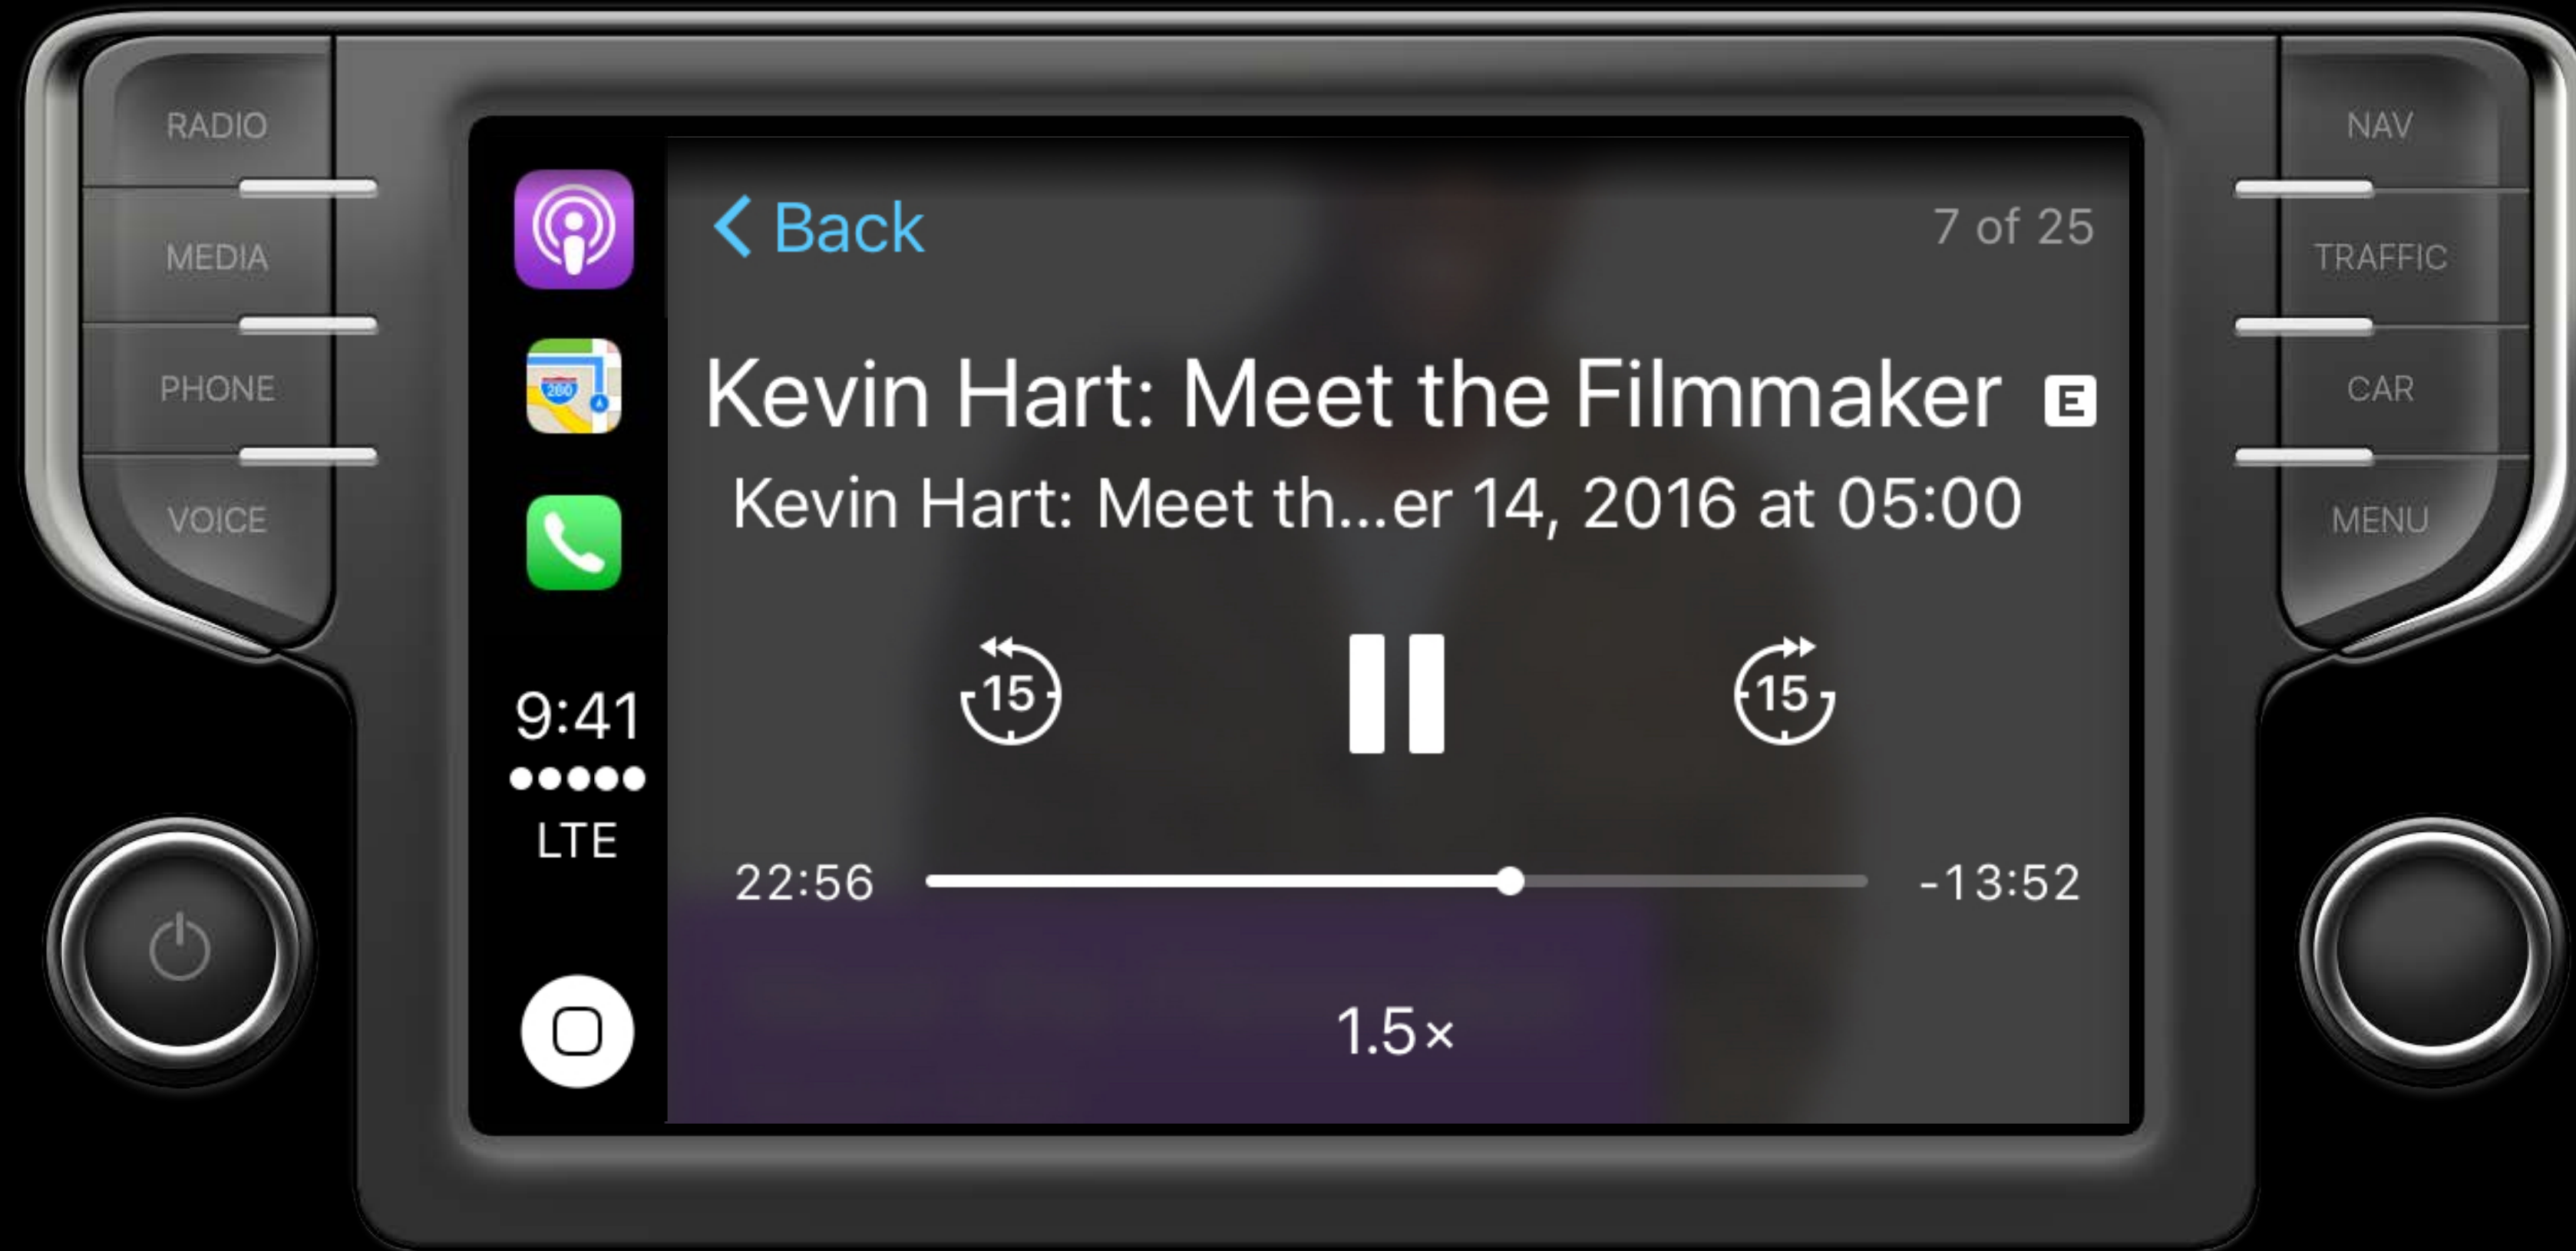 RADIO
MEDIA
PHONE
VOICE
280
9:41
LTE
Back
7 of 25
Kevin Hart: Meet the Filmmaker E
Kevin Hart: Meet th...er 14, 2016 at 05:00
15
15
22:56
-13:52
1.5×
NAV
TRAFFIC
CAR
MENU